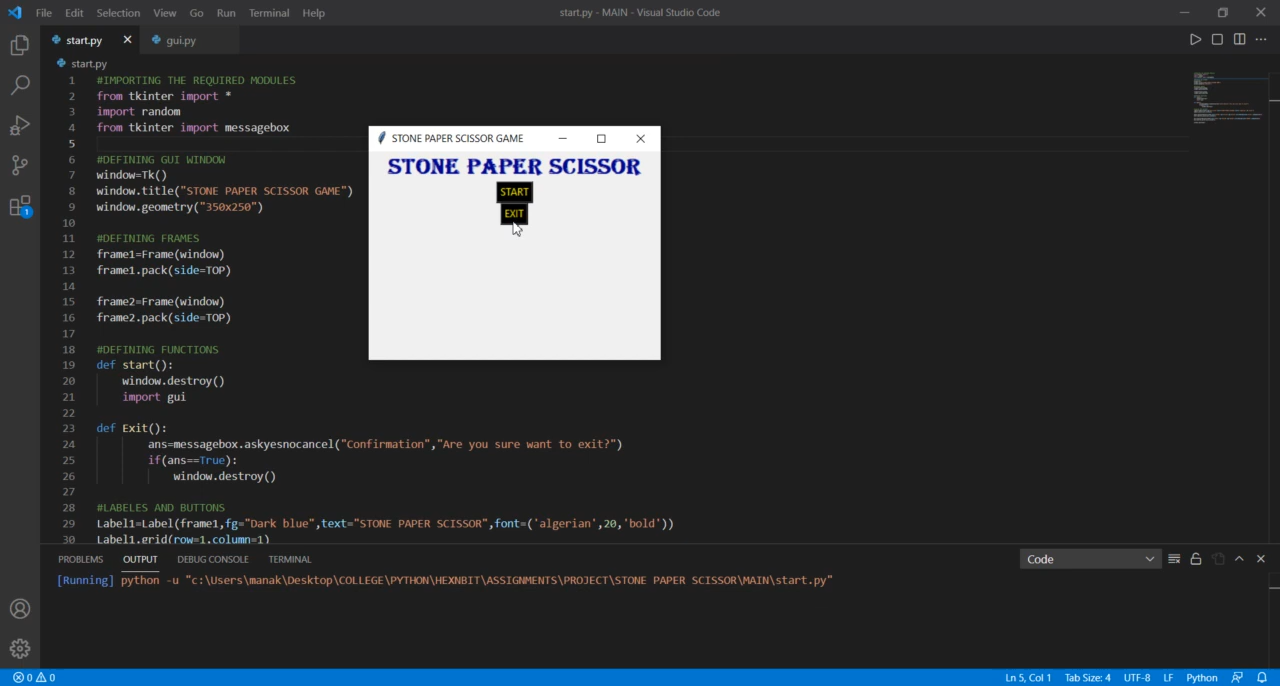 File Edit Selection View Go Run Terminal Help
start.py - MAIN - Visual Studio Code
start.py gui.py
start.py
1 #IMPORTING THE REQUIRED MODULES
2 from tkinter import *
3 import random
4 from tkinter import messagebox
5
6 #DEFINING GUI WINDOW
7 window=Tk()
8 window.title("STONE PAPER SCISSOR GAME")
9 window.geometry("350x250")
10
11 #DEFINING FRAMES
12 frame1=Frame(window)
13 frame1.pack(side=TOP)
14
15 frame2=Frame(window)
16 frame2.pack(side=TOP)
17
18 #DEFINING FUNCTIONS
19 def start():
20 window.destroy()
21 import gui
22
23 def Exit():
24 ans=messagebox.askyesnocancel("Confirmation","Are you sure want to exit?")
25 if(ans==True):
26 window.destroy()
27
28 #LABELES AND BUTTONS
29 Label1=Label(frame1,fg="Dark blue",text="STONE PAPER SCISSOR",font=('algerian',20,'bold'))
30 Label1.grid(row=1,column=1)
STONE PAPER SCISSOR GAME
STONE PAPER SCISSOR
START
EXIT
1
PROBLEMS OUTPUT DEBUG CONSOLE TERMINAL
Code
[Running] python -u "c:\Users\manak\Desktop\COLLEGE\PYTHON\HEXNBIT\ASSIGNMENTS\PROJECT\STONE PAPER SCISSOR\MAIN\start.py"
0 0
Ln 5, Col 1 Tab Size: 4 UTF-8 LF Python